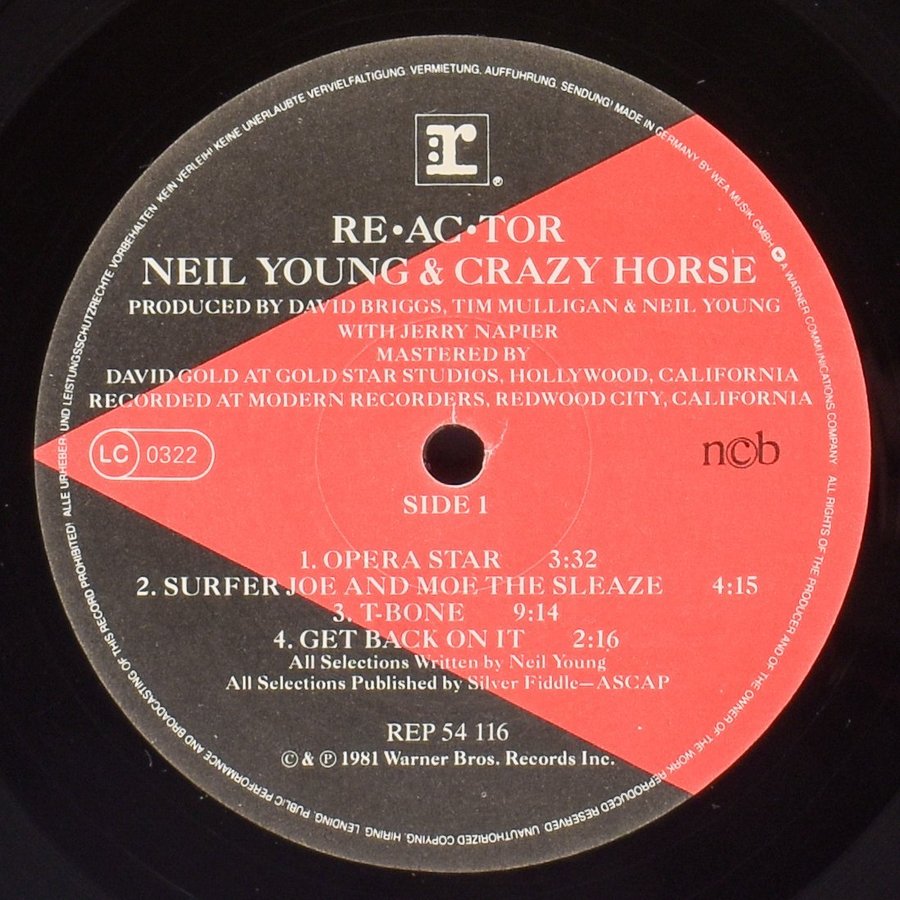 r®
RE•AC•TOR
NEIL YOUNG & CRAZY HORSE
PRODUCED BY DAVID BRIGGS, TIM MULLIGAN & NEIL YOUNG
WITH JERRY NAPIER
MASTERED BY
DAVID GOLD AT GOLD STAR STUDIOS, HOLLYWOOD, CALIFORNIA
RECORDED AT MODERN RECORDERS, REDWOOD CITY, CALIFORNIA
LC 0322
ncb
SIDE 1
1. OPERA STAR 3:32
2. SURFER JOE AND MOE THE SLEAZE 4:15
3. T-BONE 9:14
4. GET BACK ON IT 2:16
All Selections Written by Neil Young
All Selections Published by Silver Fiddle—ASCAP
REP 54 116
© & ℗ 1981 Warner Bros. Records Inc.
ALLE URHEBER- UND LEISTUNGSSCHUTZRECHTE VORBEHALTEN. KEIN VERLEIH! KEINE UNERLAUBTE VERVIELFÄLTIGUNG, VERMIETUNG, AUFFÜHRUNG, SENDUNG! MADE IN GERMANY BY WEA MUSIK GMBH A WARNER COMMUNICATIONS COMPANY. ALL RIGHTS OF THE PRODUCER AND OF THE OWNER OF THE WORK REPRODUCED RESERVED. UNAUTHORIZED COPYING, HIRING, LENDING, PUBLIC PERFORMANCE AND BROADCASTING OF THIS RECORD PROHIBITED!